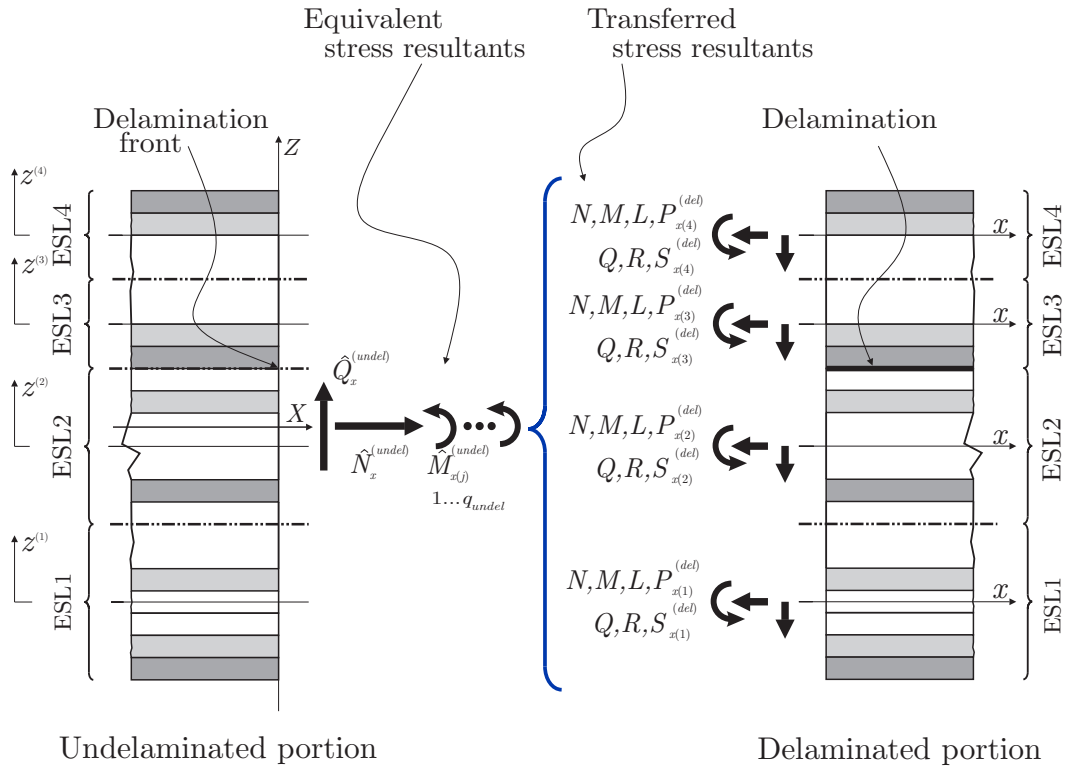 Equivalent
stress resultants
Transferred
stress resultants
Delamination
front
Delamination
Z
z^(4)
z^(3)
z^(2)
z^(1)
ESL4
ESL3
ESL2
ESL1
X
Q̂_x^(undel)
N̂_x^(undel)
M̂_x(j)^(undel)
1...q_undel
N,M,L,P_x(4)^(del)
Q,R,S_x(4)^(del)
N,M,L,P_x(3)^(del)
Q,R,S_x(3)^(del)
N,M,L,P_x(2)^(del)
Q,R,S_x(2)^(del)
N,M,L,P_x(1)^(del)
Q,R,S_x(1)^(del)
x
x
x
x
ESL4
ESL3
ESL2
ESL1
Undelaminated portion
Delaminated portion